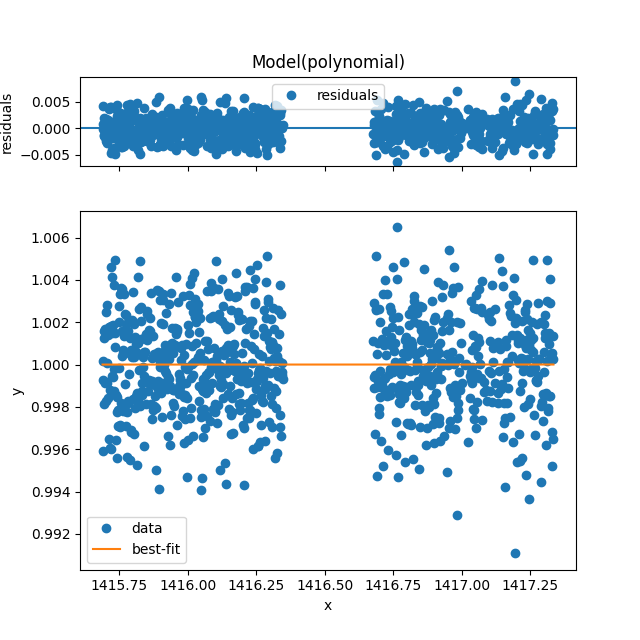 Model(polynomial)
residuals
0.005
0.000
−0.005
residuals
1.006
1.004
1.002
1.000
0.998
0.996
0.994
0.992
y
data
best-fit
1415.75 1416.00 1416.25 1416.50 1416.75 1417.00 1417.25
x